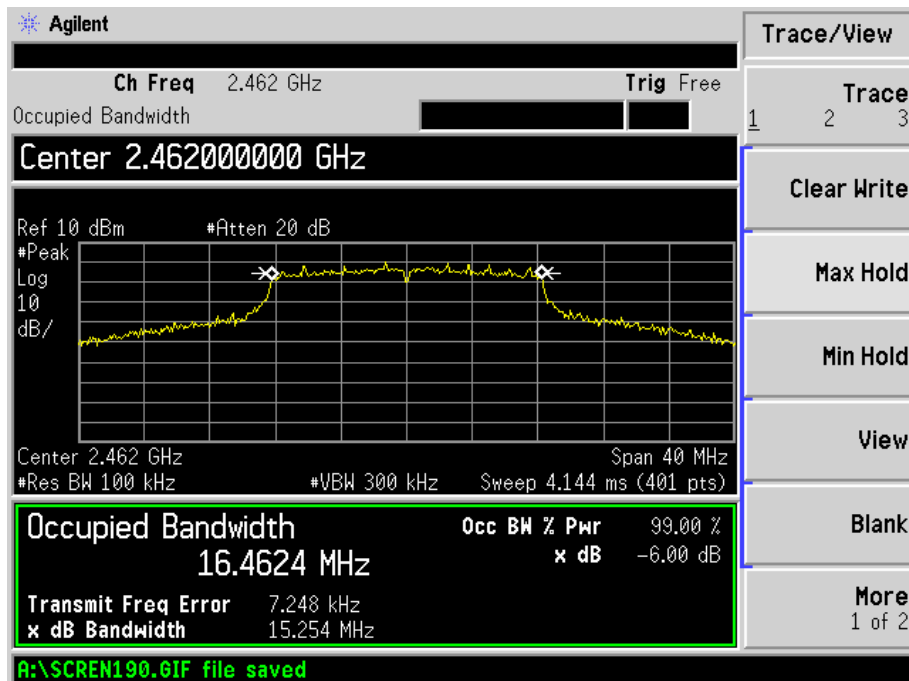 Agilent
Trace/View
Ch Freq 2.462 GHz Trig Free
Occupied Bandwidth
Trace
1 2 3
Center 2.462000000 GHz
Clear Write
Ref 10 dBm #Atten 20 dB
#Peak
Log
10
dB/
Max Hold
Min Hold
View
Center 2.462 GHz Span 40 MHz
#Res BW 100 kHz #VBW 300 kHz Sweep 4.144 ms (401 pts)
Occupied Bandwidth
16.4624 MHz
Occ BW % Pwr 99.00 %
x dB -6.00 dB
Blank
Transmit Freq Error 7.248 kHz
x dB Bandwidth 15.254 MHz
More
1 of 2
A:\SCREN190.GIF file saved